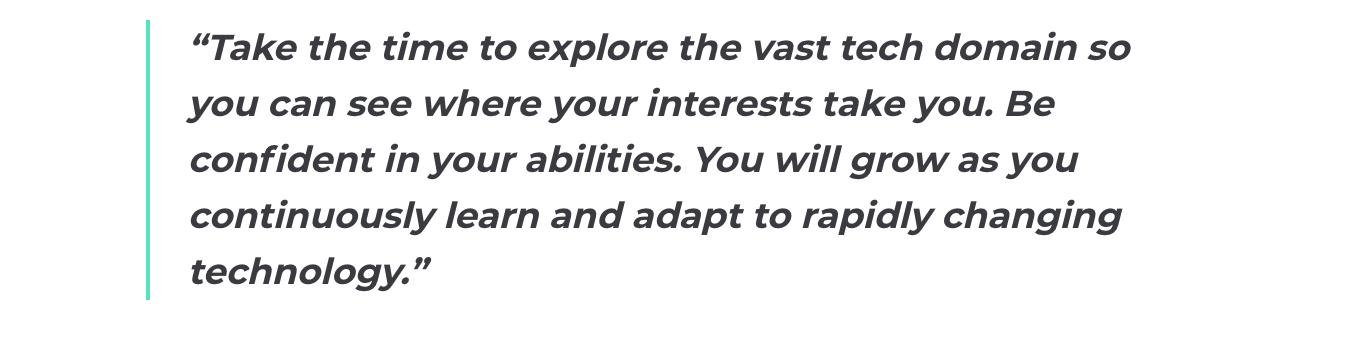 “Take the time to explore the vast tech domain so
you can see where your interests take you. Be
confident in your abilities. You will grow as you
continuously learn and adapt to rapidly changing
technology.”